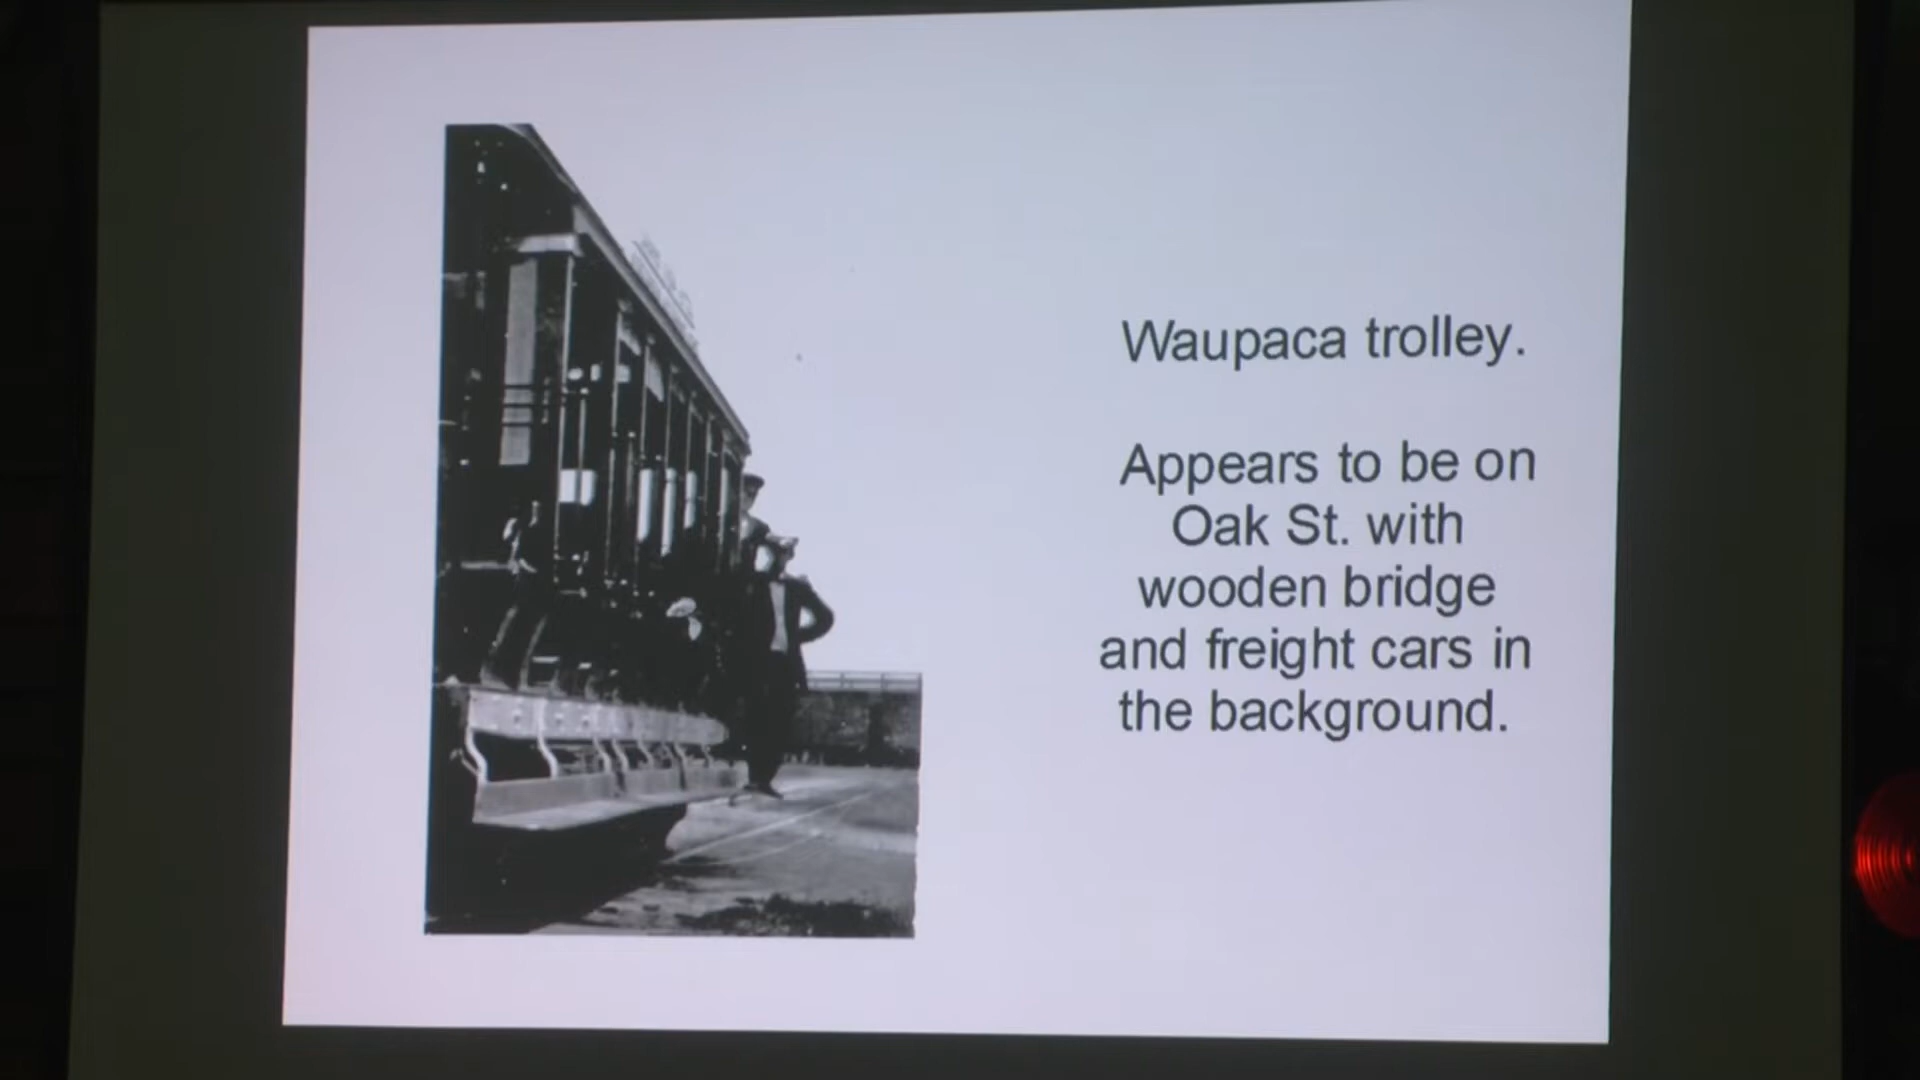 Waupaca trolley.
Appears to be on
Oak St. with
wooden bridge
and freight cars in
the background.